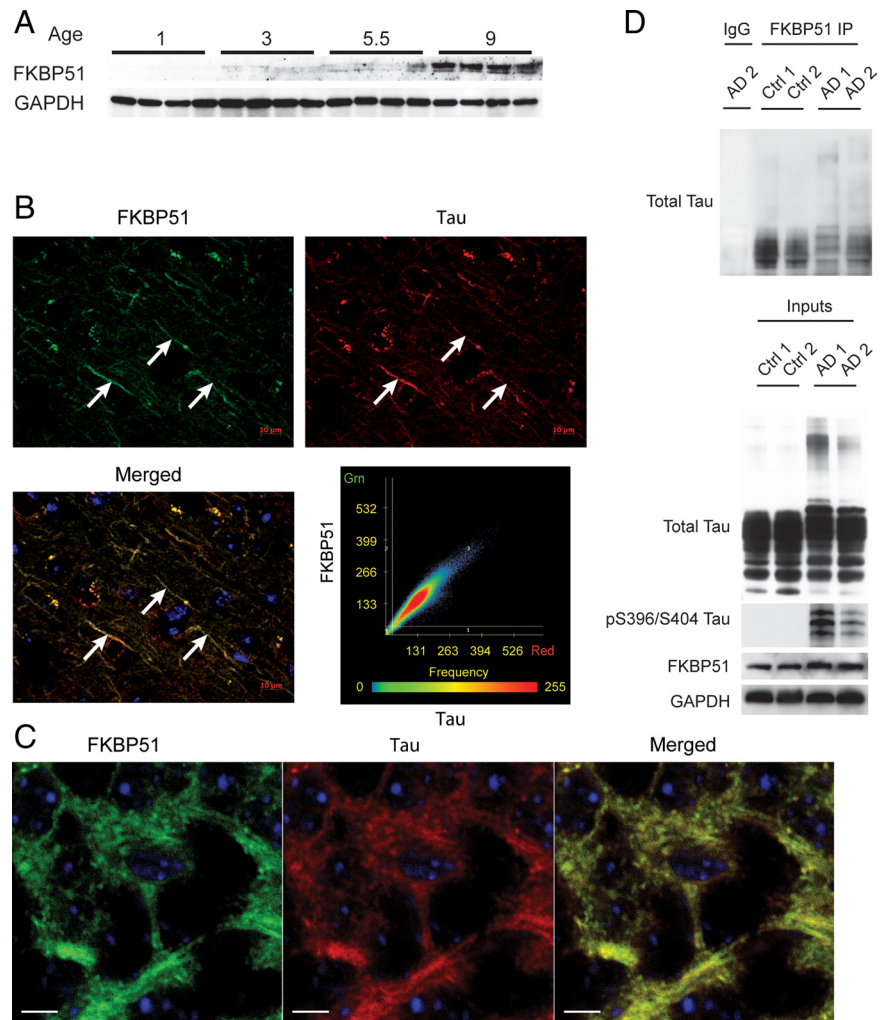 A
Age
1 3 5.5 9
FKBP51
GAPDH
B
FKBP51 Tau
10 µm 10 µm
Merged
10 µm
Grn
FKBP51
532
399
266
133
2 3
1
131 263 394 526 Red
Frequency
0 255
Tau
C
FKBP51 Tau Merged
D
IgG FKBP51 IP
AD 2 Ctrl 1 Ctrl 2 AD 1 AD 2
Total Tau
Inputs
Ctrl 1 Ctrl 2 AD 1 AD 2
Total Tau
pS396/S404 Tau
FKBP51
GAPDH